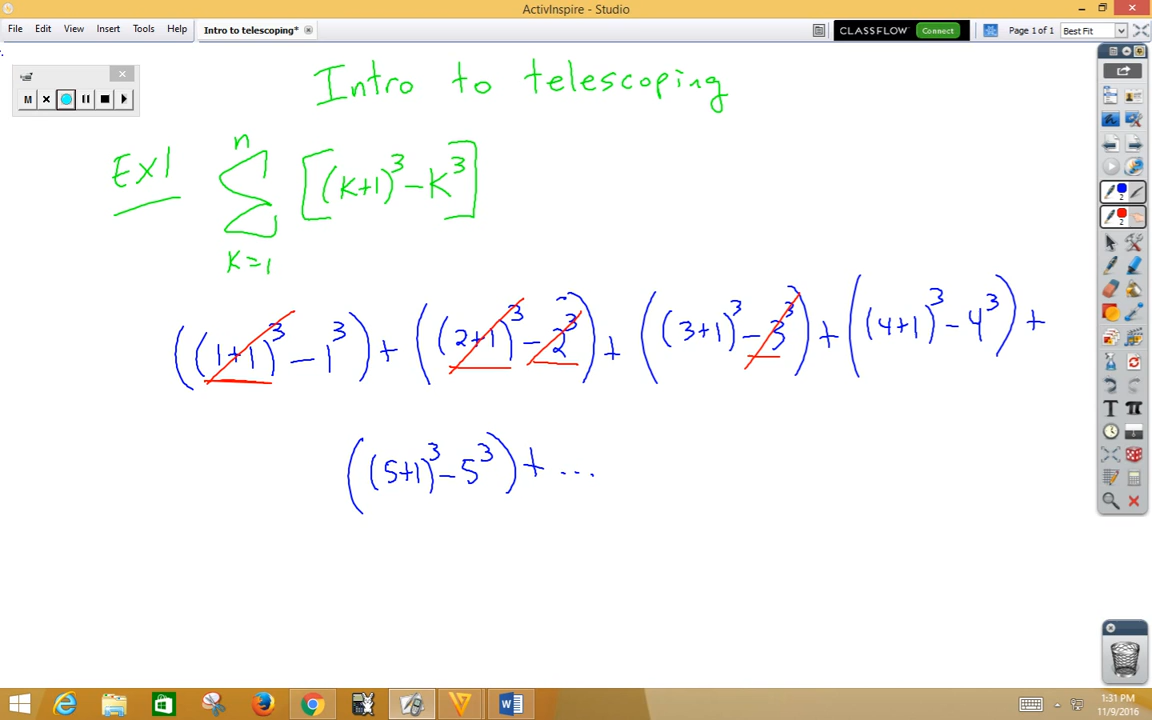 ActivInspire - Studio
File Edit View Insert Tools Help Intro to telescoping* CLASSFLOW Connect Page 1 of 1 Best Fit
M
Intro to telescoping
Ex1 n∑k=1 [(K+1)³ - K³]
((1+1)³ - 1³) + ((2+1)³ - 2³) + ((3+1)³ - 3³) + ((4+1)³ - 4³) +
((5+1)³ - 5³) + ...
2
2
T π
1:31 PM
11/9/2016